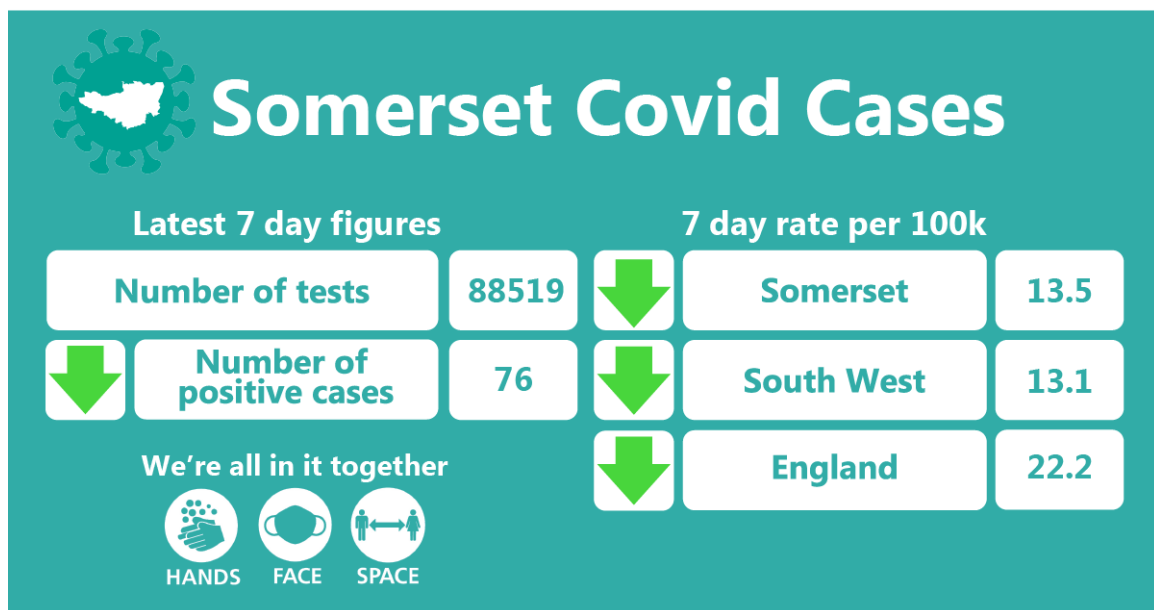 Somerset Covid Cases
Latest 7 day figures
Number of tests
88519
Number of
positive cases
76
We're all in it together
HANDS
FACE
SPACE
7 day rate per 100k
Somerset
13.5
South West
13.1
England
22.2